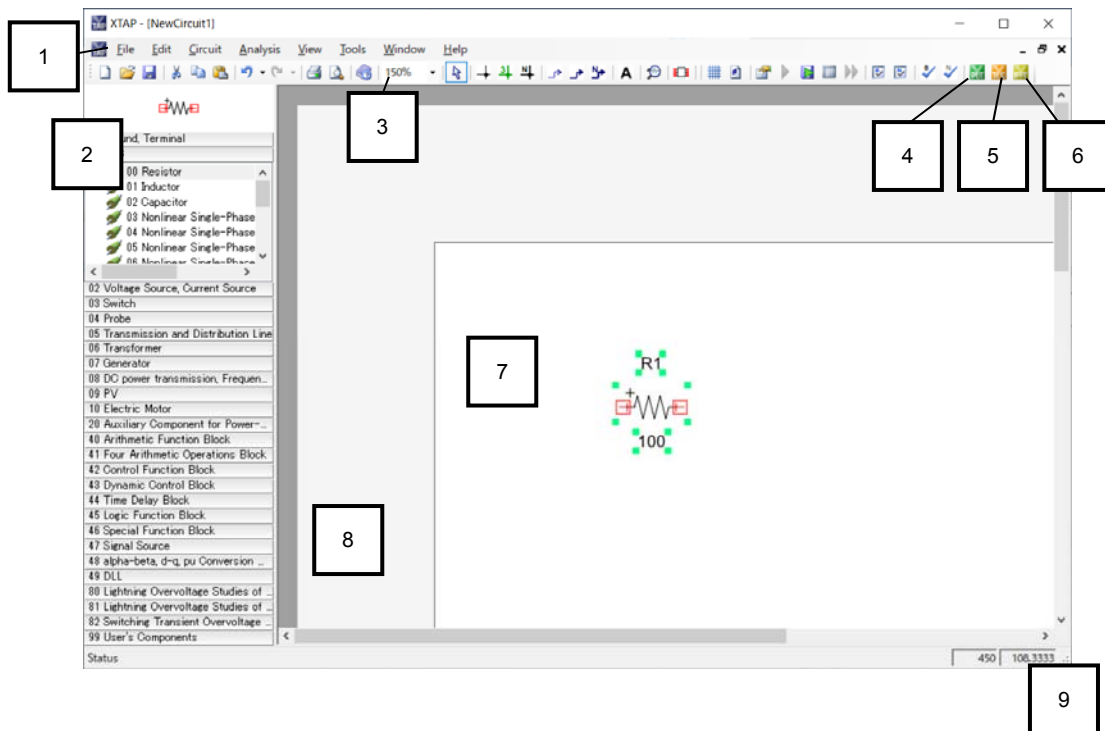 XTAP - [NewCircuit1]
1
File Edit Circuit Analysis View Tools Window Help
150%
A
3
4
5
6
2
und, Terminal
00 Resistor
01 Inductor
02 Capacitor
03 Nonlinear Single-Phase
04 Nonlinear Single-Phase
05 Nonlinear Single-Phase
06 Nonlinear Single-Phase
02 Voltage Source, Current Source
03 Switch
04 Probe
05 Transmission and Distribution Line
06 Transformer
07 Generator
08 DC power transmission, Frequen...
09 PV
10 Electric Motor
20 Auxiliary Component for Power-...
40 Arithmetic Function Block
41 Four Arithmetic Operations Block
42 Control Function Block
43 Dynamic Control Block
44 Time Delay Block
45 Logic Function Block
46 Special Function Block
47 Signal Source
48 alpha-beta, d-q, pu Conversion ...
49 DLL
80 Lightning Overvoltage Studies of ...
81 Lightning Overvoltage Studies of ...
82 Switching Transient Overvoltage ...
99 User's Components
7
R1
+
100
8
Status
450 108.3333
9